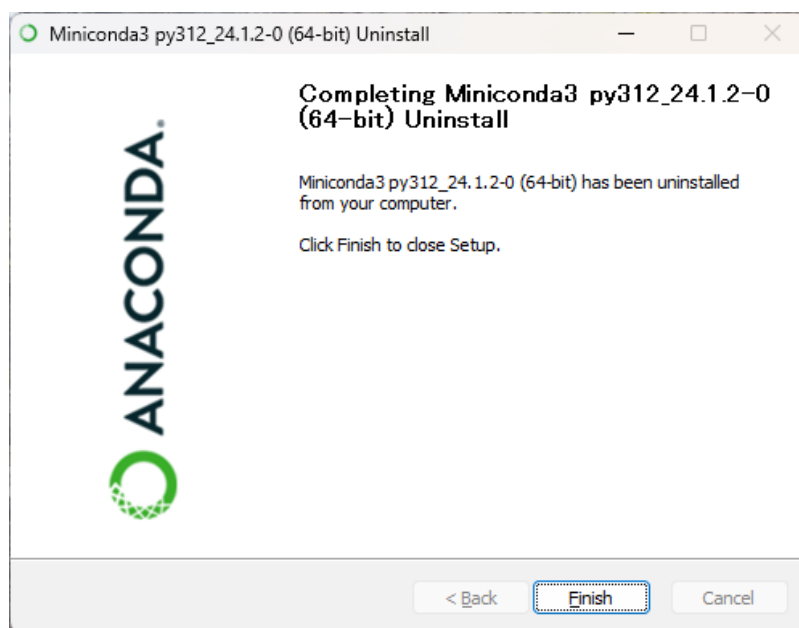 Miniconda3 py312_24.1.2-0 (64-bit) Uninstall
Completing Miniconda3 py312_24.1.2-0
(64-bit) Uninstall
Miniconda3 py312_24.1.2-0 (64-bit) has been uninstalled
from your computer.
Click Finish to close Setup.
ANACONDA.
< Back
Finish
Cancel